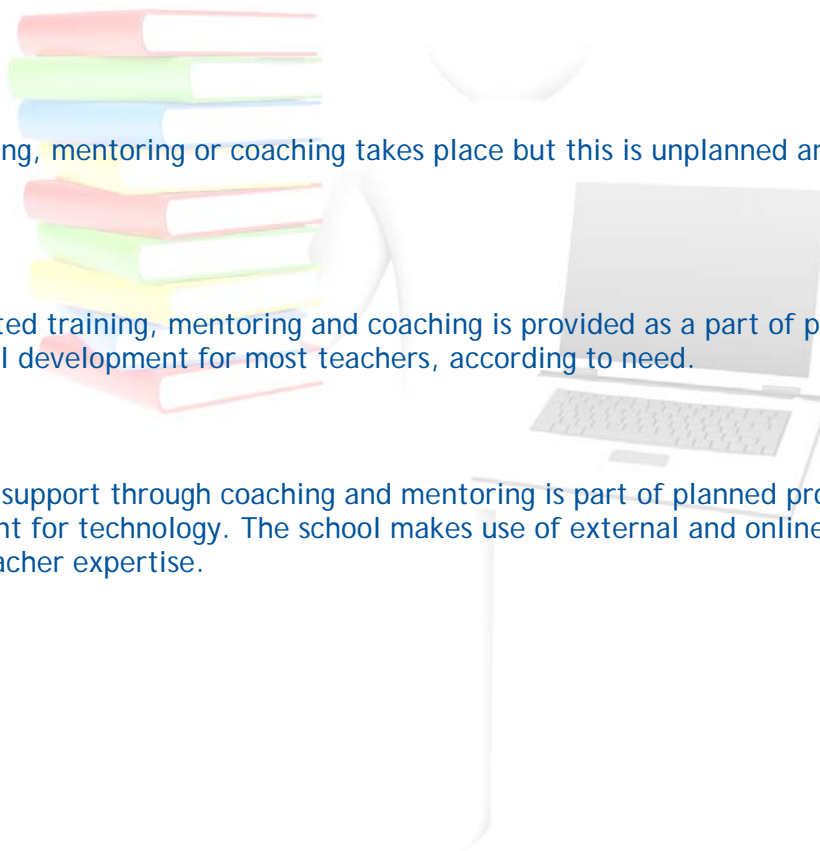 ng, mentoring or coaching takes place but this is unplanned an
ted training, mentoring and coaching is provided as a part of p
l development for most teachers, according to need.
support through coaching and mentoring is part of planned pro
nt for technology. The school makes use of external and online
acher expertise.